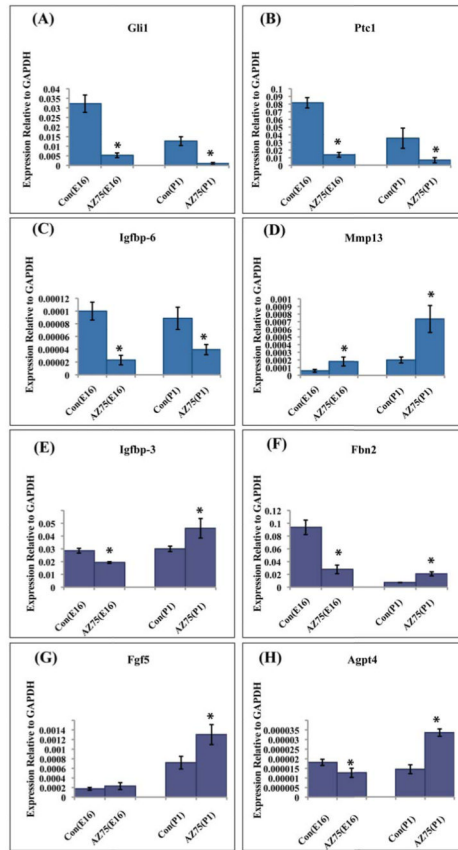 (A)
Gli1
Expression Relative to GAPDH
0.04
0.035
0.03
0.025
0.02
0.015
0.01
0.005
0
*
*
Con(E16)
AZ75(E16)
Con(P1)
AZ75(P1)
(B)
Ptc1
Expression Relative to GAPDH
0.1
0.09
0.08
0.07
0.06
0.05
0.04
0.03
0.02
0.01
0
*
*
Con(E16)
AZ75(E16)
Con(P1)
AZ75(P1)
(C)
Igfbp-6
Expression Relative to GAPDH
0.00012
0.0001
0.00008
0.00006
0.00004
0.00002
0
*
*
Con(E16)
AZ75(E16)
Con(P1)
AZ75(P1)
(D)
Mmp13
Expression Relative to GAPDH
0.001
0.0009
0.0008
0.0007
0.0006
0.0005
0.0004
0.0003
0.0002
0.0001
0
*
*
Con(E16)
AZ75(E16)
Con(P1)
AZ75(P1)
(E)
Igfbp-3
Expression Relative to GAPDH
0.05
0.04
0.03
0.02
0.01
0
*
*
Con(E16)
AZ75(E16)
Con(P1)
AZ75(P1)
(F)
Fbn2
Expression Relative to GAPDH
0.12
0.1
0.08
0.06
0.04
0.02
0
*
*
Con(E16)
AZ75(E16)
Con(P1)
AZ75(P1)
(G)
Fgf5
Expression Relative to GAPDH
0.0014
0.0012
0.001
0.0008
0.0006
0.0004
0.0002
0
*
Con(E16)
AZ75(E16)
Con(P1)
AZ75(P1)
(H)
Agpt4
Expression Relative to GAPDH
0.000035
0.00003
0.000025
0.00002
0.000015
0.00001
0.000005
0
*
*
Con(E16)
AZ75(E16)
Con(P1)
AZ75(P1)